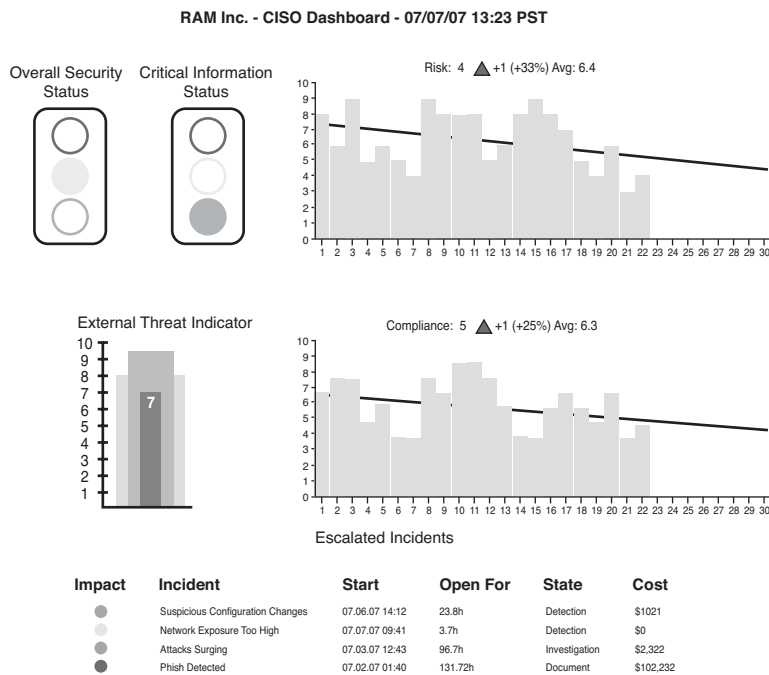 RAM Inc. - CISO Dashboard - 07/07/07 13:23 PST
Overall Security
Status
Critical Information
Status
Risk: 4 +1 (+33%) Avg: 6.4
10
9
8
7
6
5
4
3
2
1
0
1 2 3 4 5 6 7 8 9 10 11 12 13 14 15 16 17 18 19 20 21 22 23 24 25 26 27 28 29 30
External Threat Indicator
10
9
8
7
6
5
4
3
2
1
7
Compliance: 5 +1 (+25%) Avg: 6.3
10
9
8
7
6
5
4
3
2
1
0
1 2 3 4 5 6 7 8 9 10 11 12 13 14 15 16 17 18 19 20 21 22 23 24 25 26 27 28 29 30
Escalated Incidents
Impact Incident Start Open For State Cost
Suspicious Configuration Changes 07.06.07 14:12 23.8h Detection $1021
Network Exposure Too High 07.07.07 09:41 3.7h Detection $0
Attacks Surging 07.03.07 12:43 96.7h Investigation $2,322
Phish Detected 07.02.07 01:40 131.72h Document $102,232